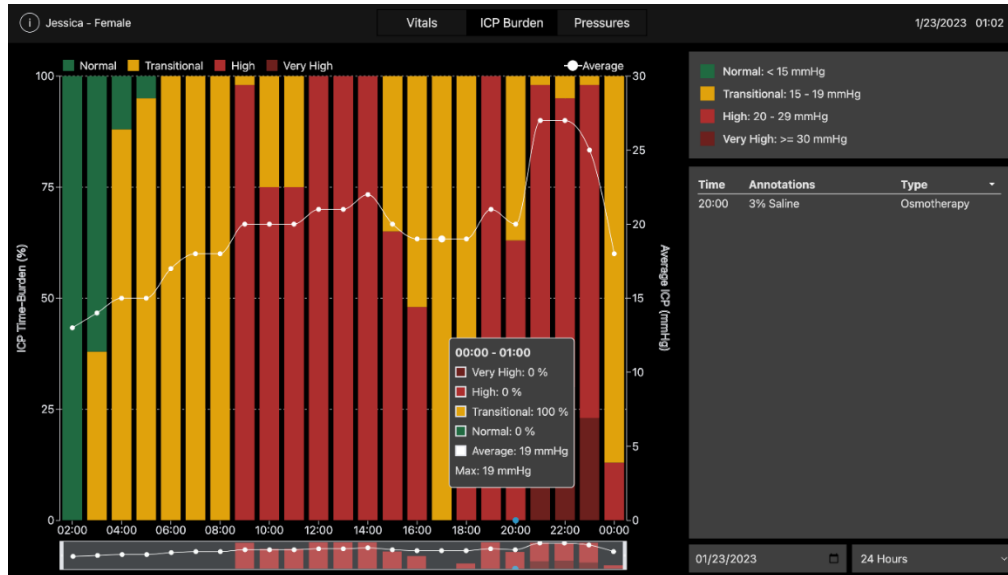 i Jessica - Female
Vitals ICP Burden Pressures
1/23/2023 01:02
Normal Transitional High Very High
Average
100
75
50
25
0
ICP Time-Burden (%)
30
25
20
15
10
5
0
Average ICP (mmHg)
00:00 - 01:00
Very High: 0 %
High: 0 %
Transitional: 100 %
Normal: 0 %
Average: 19 mmHg
Max: 19 mmHg
02:00 04:00 06:00 08:00 10:00 12:00 14:00 16:00 18:00 20:00 22:00 00:00
Normal: < 15 mmHg
Transitional: 15 - 19 mmHg
High: 20 - 29 mmHg
Very High: >= 30 mmHg
Time Annotations Type
20:00 3% Saline Osmotherapy
01/23/2023 24 Hours